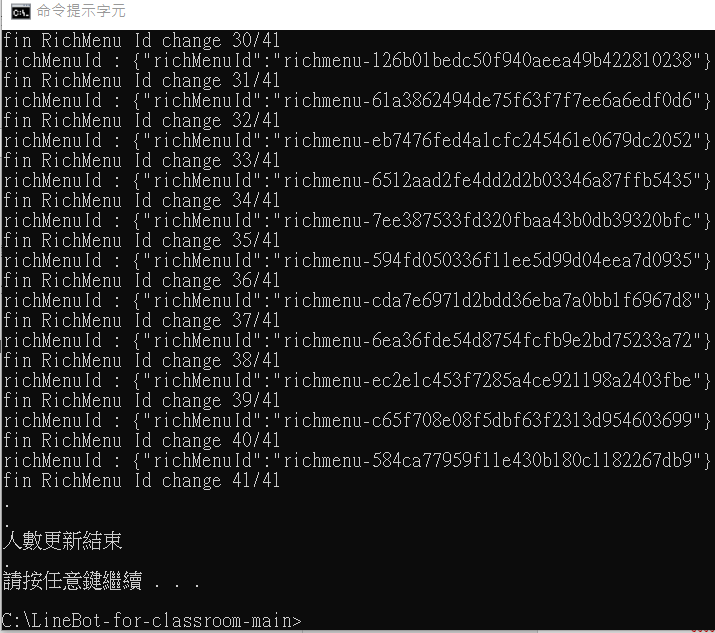 命令提示字元
fin RichMenu Id change 30/41
richMenuId : {"richMenuId":"richmenu-126b01bedc50f940aeea49b422810238"}
fin RichMenu Id change 31/41
richMenuId : {"richMenuId":"richmenu-61a3862494de75f63f7f7ee6a6edf0d6"}
fin RichMenu Id change 32/41
richMenuId : {"richMenuId":"richmenu-eb7476fed4a1cfc245461e0679dc2052"}
fin RichMenu Id change 33/41
richMenuId : {"richMenuId":"richmenu-6512aad2fe4dd2d2b03346a87ffb5435"}
fin RichMenu Id change 34/41
richMenuId : {"richMenuId":"richmenu-7ee387533fd320fbaa43b0db39320bfc"}
fin RichMenu Id change 35/41
richMenuId : {"richMenuId":"richmenu-594fd050336f11ee5d99d04eea7d0935"}
fin RichMenu Id change 36/41
richMenuId : {"richMenuId":"richmenu-cda7e6971d2bdd36eba7a0bb1f6967d8"}
fin RichMenu Id change 37/41
richMenuId : {"richMenuId":"richmenu-6ea36fde54d8754fcfb9e2bd75233a72"}
fin RichMenu Id change 38/41
richMenuId : {"richMenuId":"richmenu-ec2e1c453f7285a4ce921198a2403fbe"}
fin RichMenu Id change 39/41
richMenuId : {"richMenuId":"richmenu-c65f708e08f5dbf63f2313d954603699"}
fin RichMenu Id change 40/41
richMenuId : {"richMenuId":"richmenu-584ca77959f11e430b180c1182267db9"}
fin RichMenu Id change 41/41
.
.
人數更新結束
.
請按任意鍵繼續 . . .
C:\LineBot-for-classroom-main>